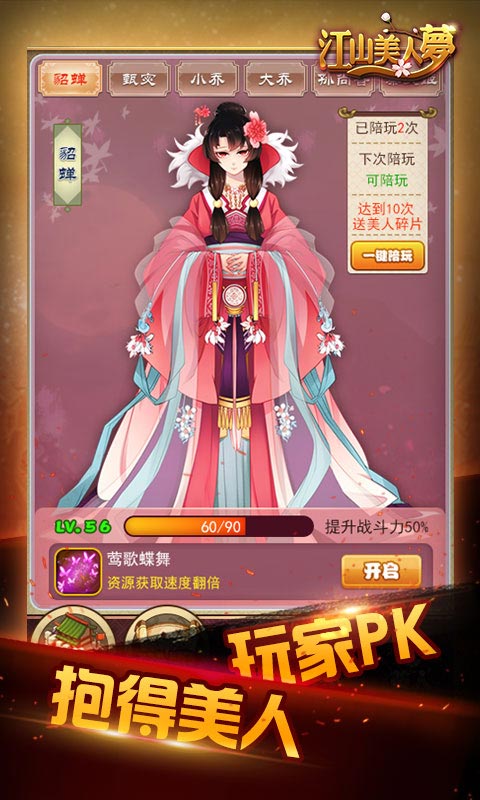 江山美人夢
貂蝉
甄宓
小乔
大乔
孙尚香
貂蝉
已陪玩2次
下次陪玩
可陪玩
达到10次
送美人碎片
一键陪玩
LV.56
60/90
提升战斗力50%
莺歌蝶舞
资源获取速度翻倍
开启
玩家PK
抱得美人